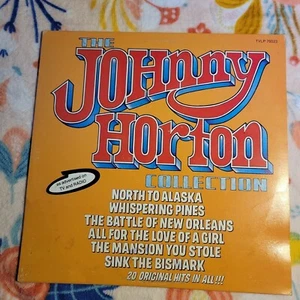 THE
Johnny
Horton
COLLECTION
as advertised on
TV and RADIO
NORTH TO ALASKA
WHISPERING PINES
THE BATTLE OF NEW ORLEANS
ALL FOR THE LOVE OF A GIRL
THE MANSION YOU STOLE
SINK THE BISMARK
20 ORIGINAL HITS IN ALL!!!